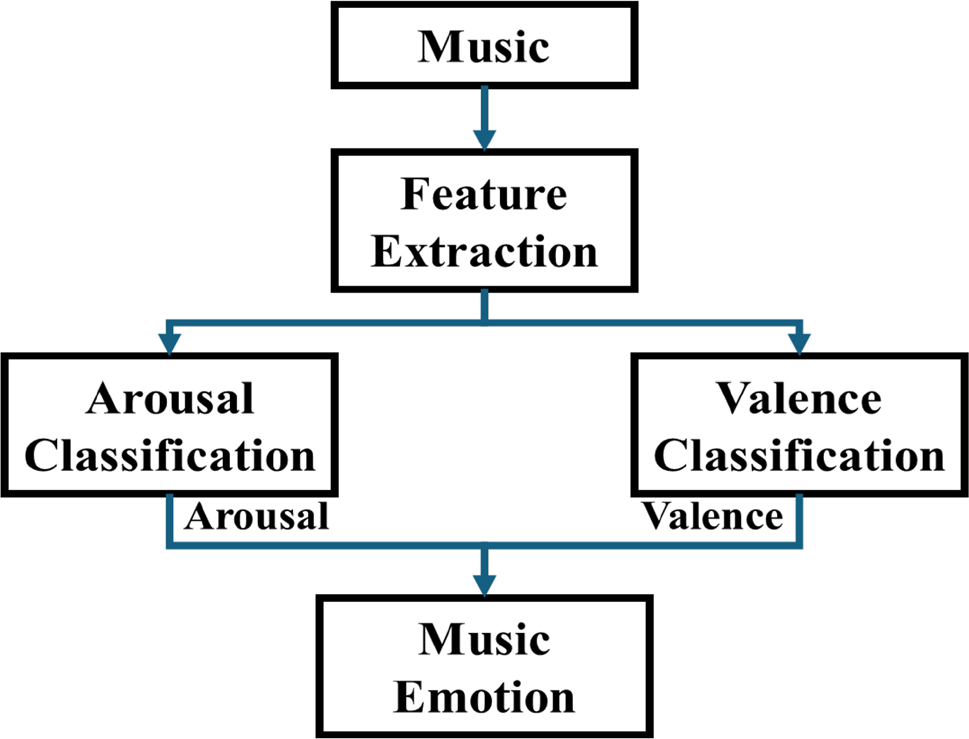 Music
Feature
Extraction
Arousal
Classification
Valence
Classification
Arousal
Valence
Music
Emotion